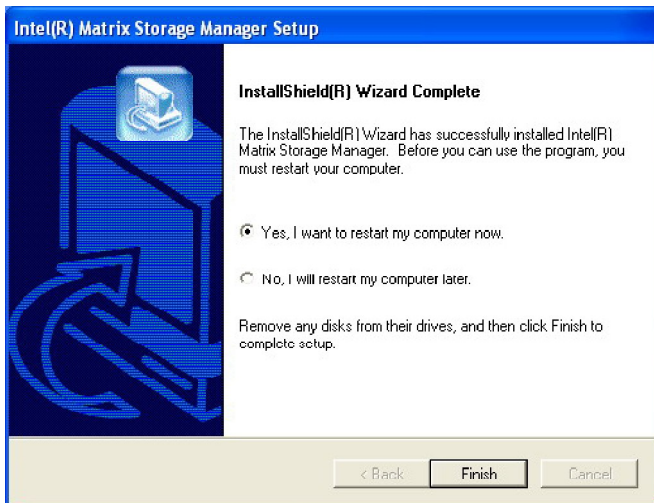 Intel(R) Matrix Storage Manager Setup
InstallShield(R) Wizard Complete
The InstallShield(R) Wizard has successfully installed Intel(R)
Matrix Storage Manager. Before you can use the program, you
must restart your computer.
Yes, I want to restart my computer now.
No, I will restart my computer later.
Remove any disks from their drives, and then click Finish to
complete setup.
< Back Finish Cancel